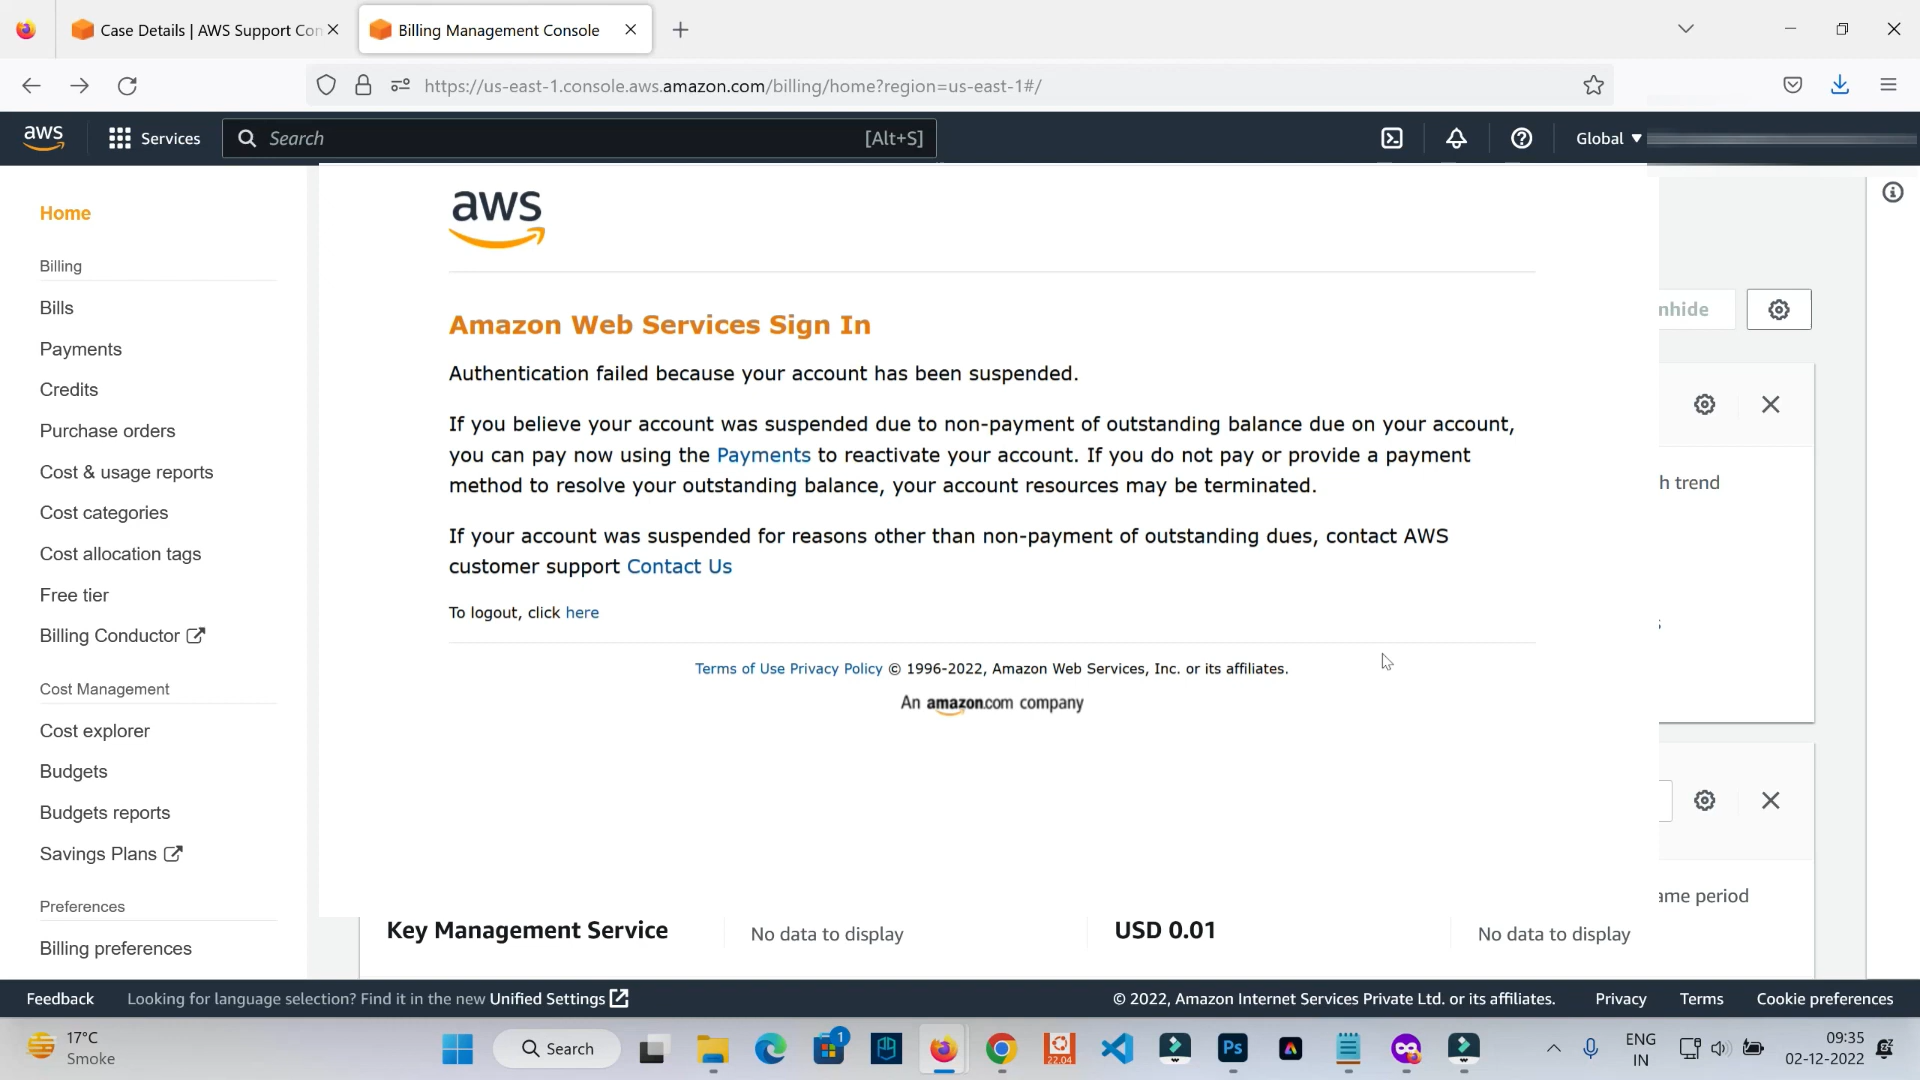 Case Details | AWS Support Con
Billing Management Console
https://us-east-1.console.aws.amazon.com/billing/home?region=us-east-1#/
aws
Services
Search
[Alt+S]
Global
Home
Billing
Bills
Payments
Credits
Purchase orders
Cost & usage reports
Cost categories
Cost allocation tags
Free tier
Billing Conductor
Cost Management
Cost explorer
Budgets
Budgets reports
Savings Plans
Preferences
Billing preferences
aws
Amazon Web Services Sign In
Authentication failed because your account has been suspended.
If you believe your account was suspended due to non-payment of outstanding balance due on your account,
you can pay now using the Payments to reactivate your account. If you do not pay or provide a payment
method to resolve your outstanding balance, your account resources may be terminated.
If your account was suspended for reasons other than non-payment of outstanding dues, contact AWS
customer support Contact Us
To logout, click here
Terms of Use Privacy Policy © 1996-2022, Amazon Web Services, Inc. or its affiliates.
An amazon.com company
nhide
h trend
ame period
Key Management Service
No data to display
USD 0.01
No data to display
Feedback
Looking for language selection? Find it in the new Unified Settings
© 2022, Amazon Internet Services Private Ltd. or its affiliates.
Privacy
Terms
Cookie preferences
17°C
Smoke
Search
1
22.04
Ps
ENG
IN
09:35
02-12-2022